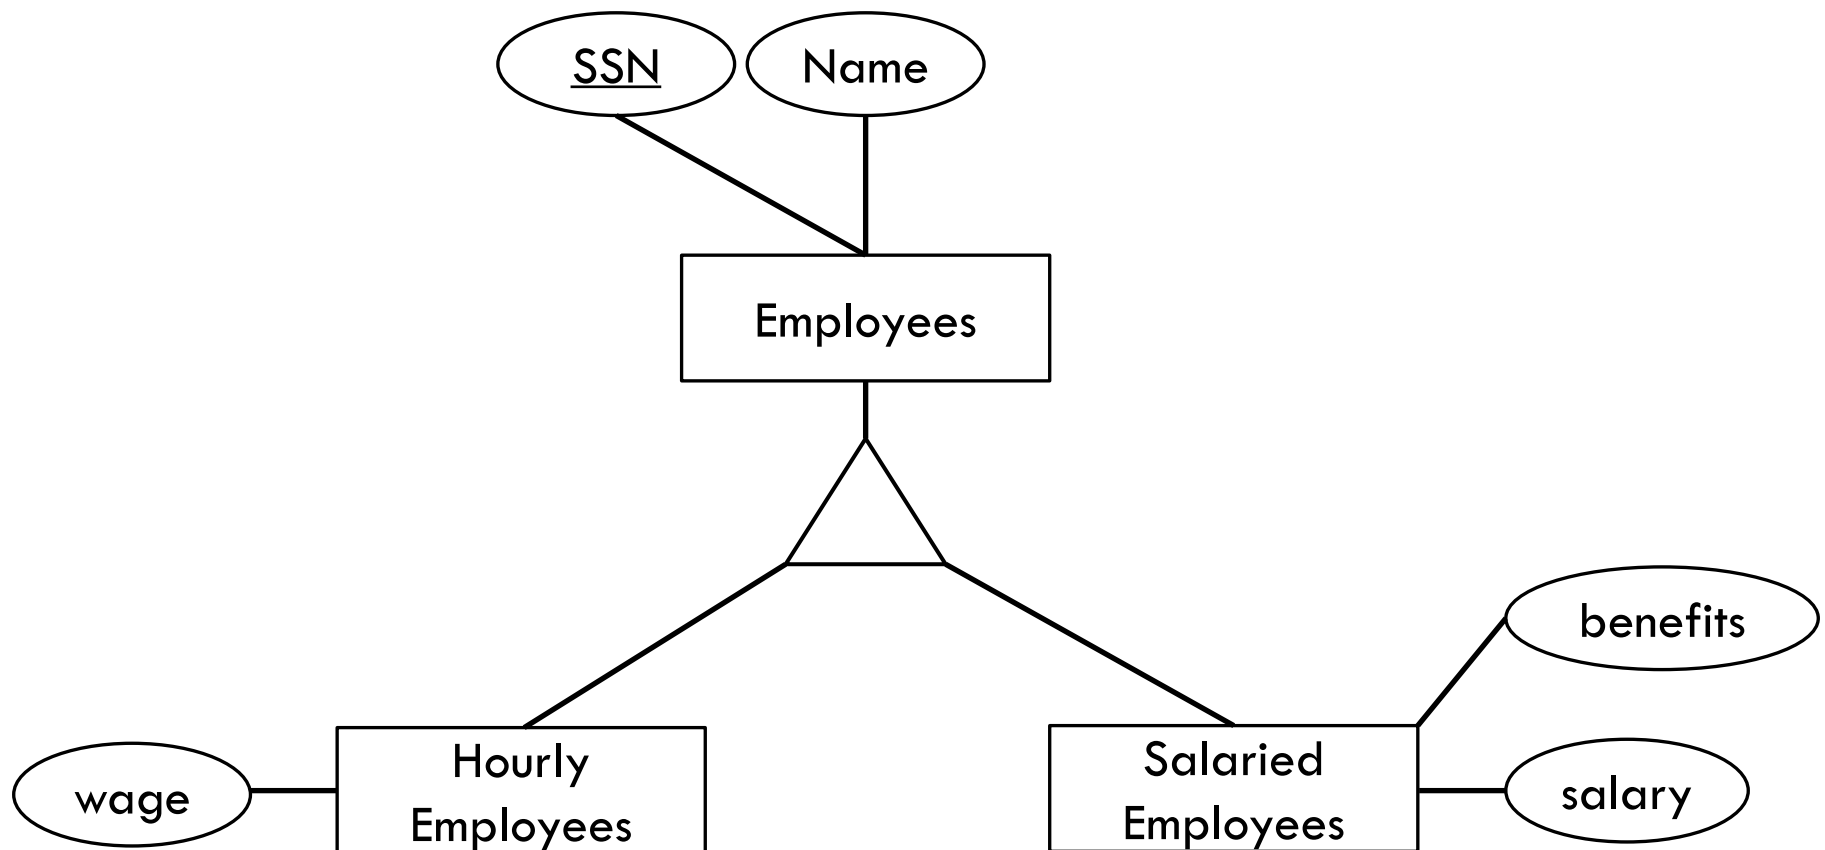 SSN
Name
Employees
benefits
wage
Hourly
Employees
Salaried
Employees
salary